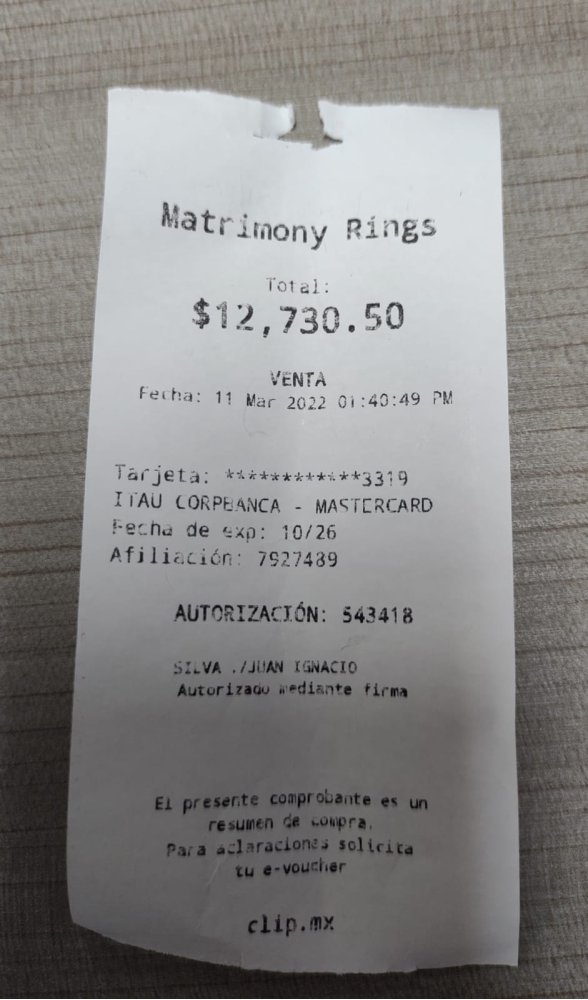 Matrimony Rings
Total:
$12,730.50
VENTA
Fecha: 11 Mar 2022 01:40:49 PM
Tarjeta: ************3319
ITAU CORPBANCA - MASTERCARD
Fecha de exp: 10/26
Afiliación: 7927489
AUTORIZACIÓN: 543418
SILVA ./JUAN IGNACIO
Autorizado mediante firma
El presente comprobante es un
resumen de compra.
Para aclaraciones solicita
tu e-voucher
clip.mx